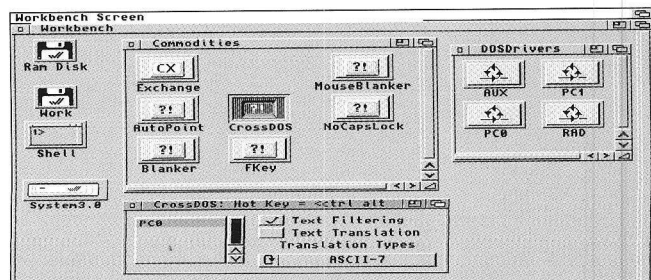 Workbench Screen
Workbench
Ram Disk
Work
1>
Shell
System3.0
Commodities
CX
Exchange
?!
MouseBlanker
?!
AutoPoint
CrossDOS
?!
NoCapsLock
?!
Blanker
?!
FKey
DOSDrivers
AUX
PC1
PC0
RAD
CrossDOS: Hot Key = <ctrl alt
PC0
Text Filtering
Text Translation
Translation Types
ASCII-7